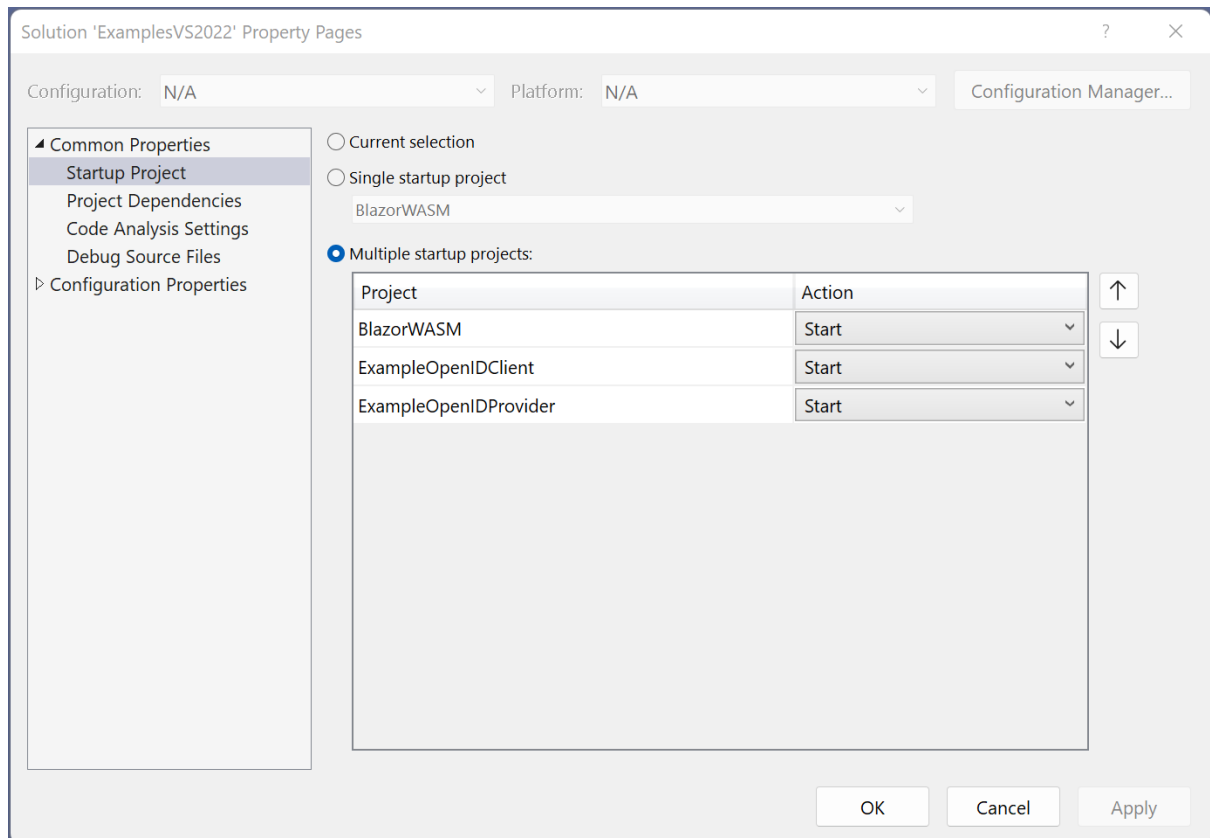 Solution 'ExamplesVS2022' Property Pages
?
Configuration: N/A Platform: N/A Configuration Manager...
Common Properties
Startup Project
Project Dependencies
Code Analysis Settings
Debug Source Files
Configuration Properties
Current selection
Single startup project
BlazorWASM
Multiple startup projects:
Project Action
BlazorWASM Start
ExampleOpenIDClient Start
ExampleOpenIDProvider Start
OK Cancel Apply